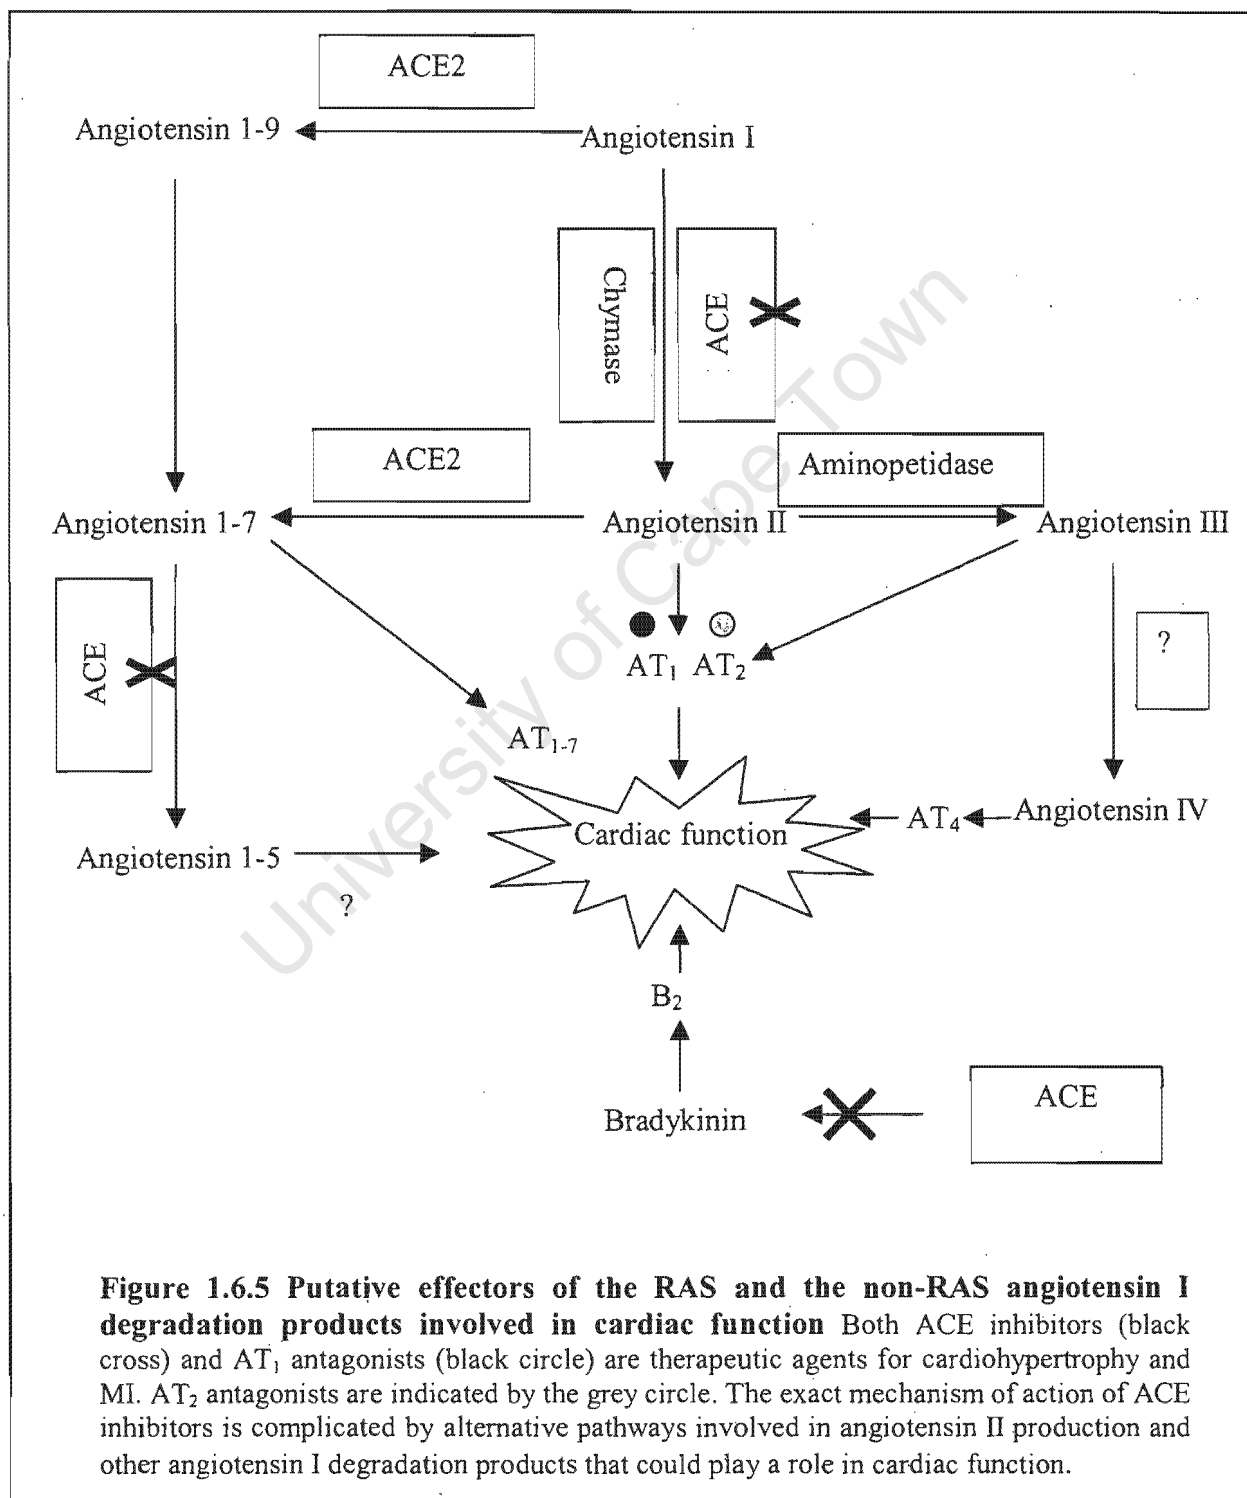 ACE2
Angiotensin 1-9
Angiotensin I
Chymase
ACE
ACE2
Aminopetidase
Angiotensin 1-7
Angiotensin II
Angiotensin III
ACE
AT₁ AT₂
?
AT₁₋₇
Cardiac function
AT₄
Angiotensin IV
Angiotensin 1-5
?
B₂
Bradykinin
ACE
University of Cape Town
Figure 1.6.5 Putative effectors of the RAS and the non-RAS angiotensin I
degradation products involved in cardiac function Both ACE inhibitors (black
cross) and AT₁ antagonists (black circle) are therapeutic agents for cardiohypertrophy and
MI. AT₂ antagonists are indicated by the grey circle. The exact mechanism of action of ACE
inhibitors is complicated by alternative pathways involved in angiotensin II production and
other angiotensin I degradation products that could play a role in cardiac function.